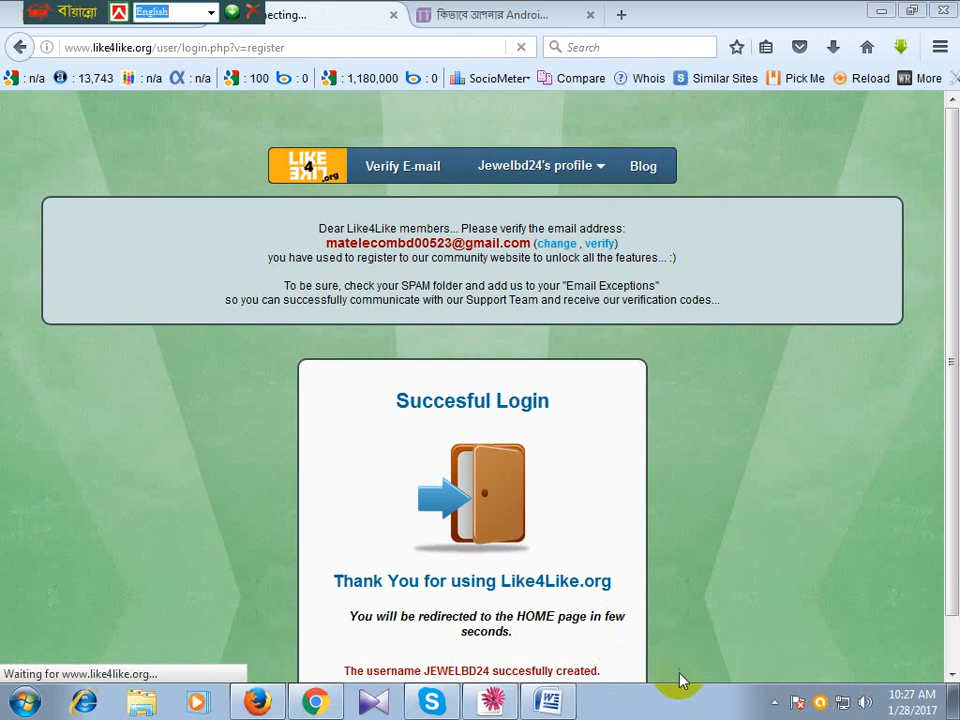 বায়ান্নো English
necting...
কিভাবে আপনার Androi...
www.like4like.org/user/login.php?v=register
Search
: n/a : 13,743 : n/a : n/a : 100 : 0 : 1,180,000 : 0 SocioMeter Compare Whois Similar Sites Pick Me Reload WR More
LIKE 4 LIKE .org Verify E-mail Jewelbd24's profile Blog
Dear Like4Like members... Please verify the email address:
matelecombd00523@gmail.com (change , verify)
you have used to register to our community website to unlock all the features... :)
To be sure, check your SPAM folder and add us to your "Email Exceptions"
so you can successfully communicate with our Support Team and receive our verification codes...
Succesful Login
Thank You for using Like4Like.org
You will be redirected to the HOME page in few
seconds.
The username JEWELBD24 succesfully created.
Waiting for www.like4like.org...
10:27 AM
1/28/2017